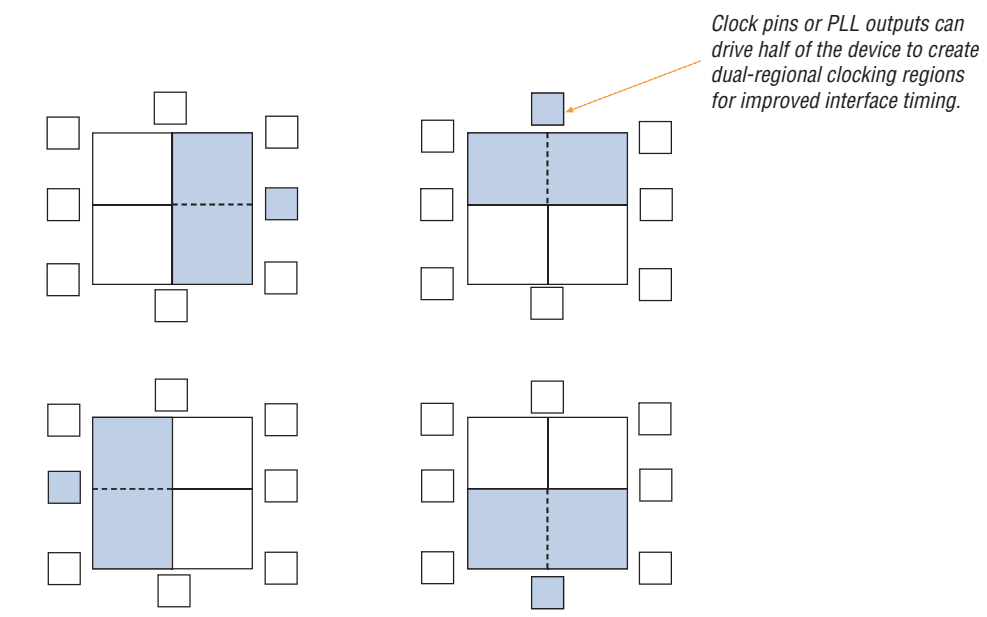 Clock pins or PLL outputs can
drive half of the device to create
dual-regional clocking regions
for improved interface timing.